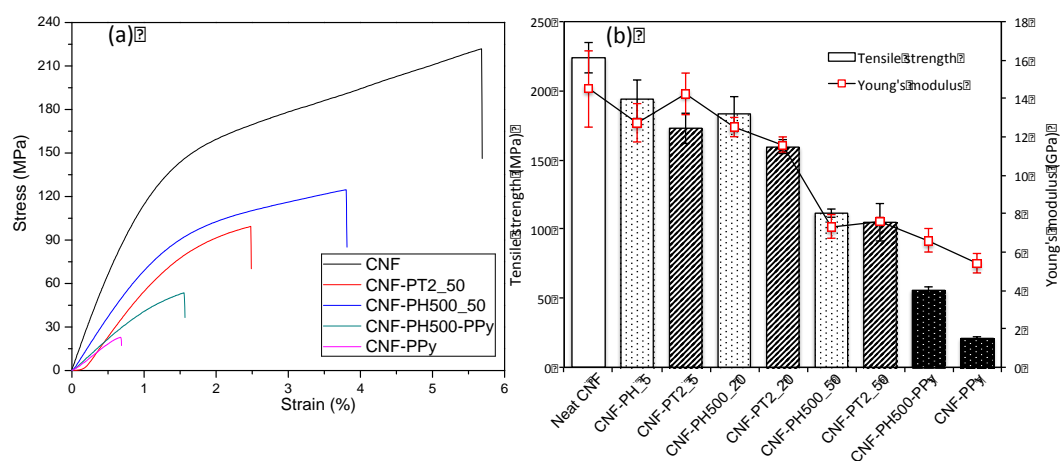 (a)
240
210
180
150
120
90
60
30
0
Stress (MPa)
0 1 2 3 4 5 6
Strain (%)
CNF
CNF-PT2_50
CNF-PH500_50
CNF-PH500-PPy
CNF-PPy
(b)
250
200
150
100
50
0
Tensile strength (MPa)
18
16
14
12
10
8
6
4
2
0
Young's modulus (GPa)
Tensile strength
Young's modulus
Neat CNF
CNF-PH_5
CNF-PT2_5
CNF-PH500_20
CNF-PT2_20
CNF-PH500_50
CNF-PT2_50
CNF-PH500-PPy
CNF-PPy